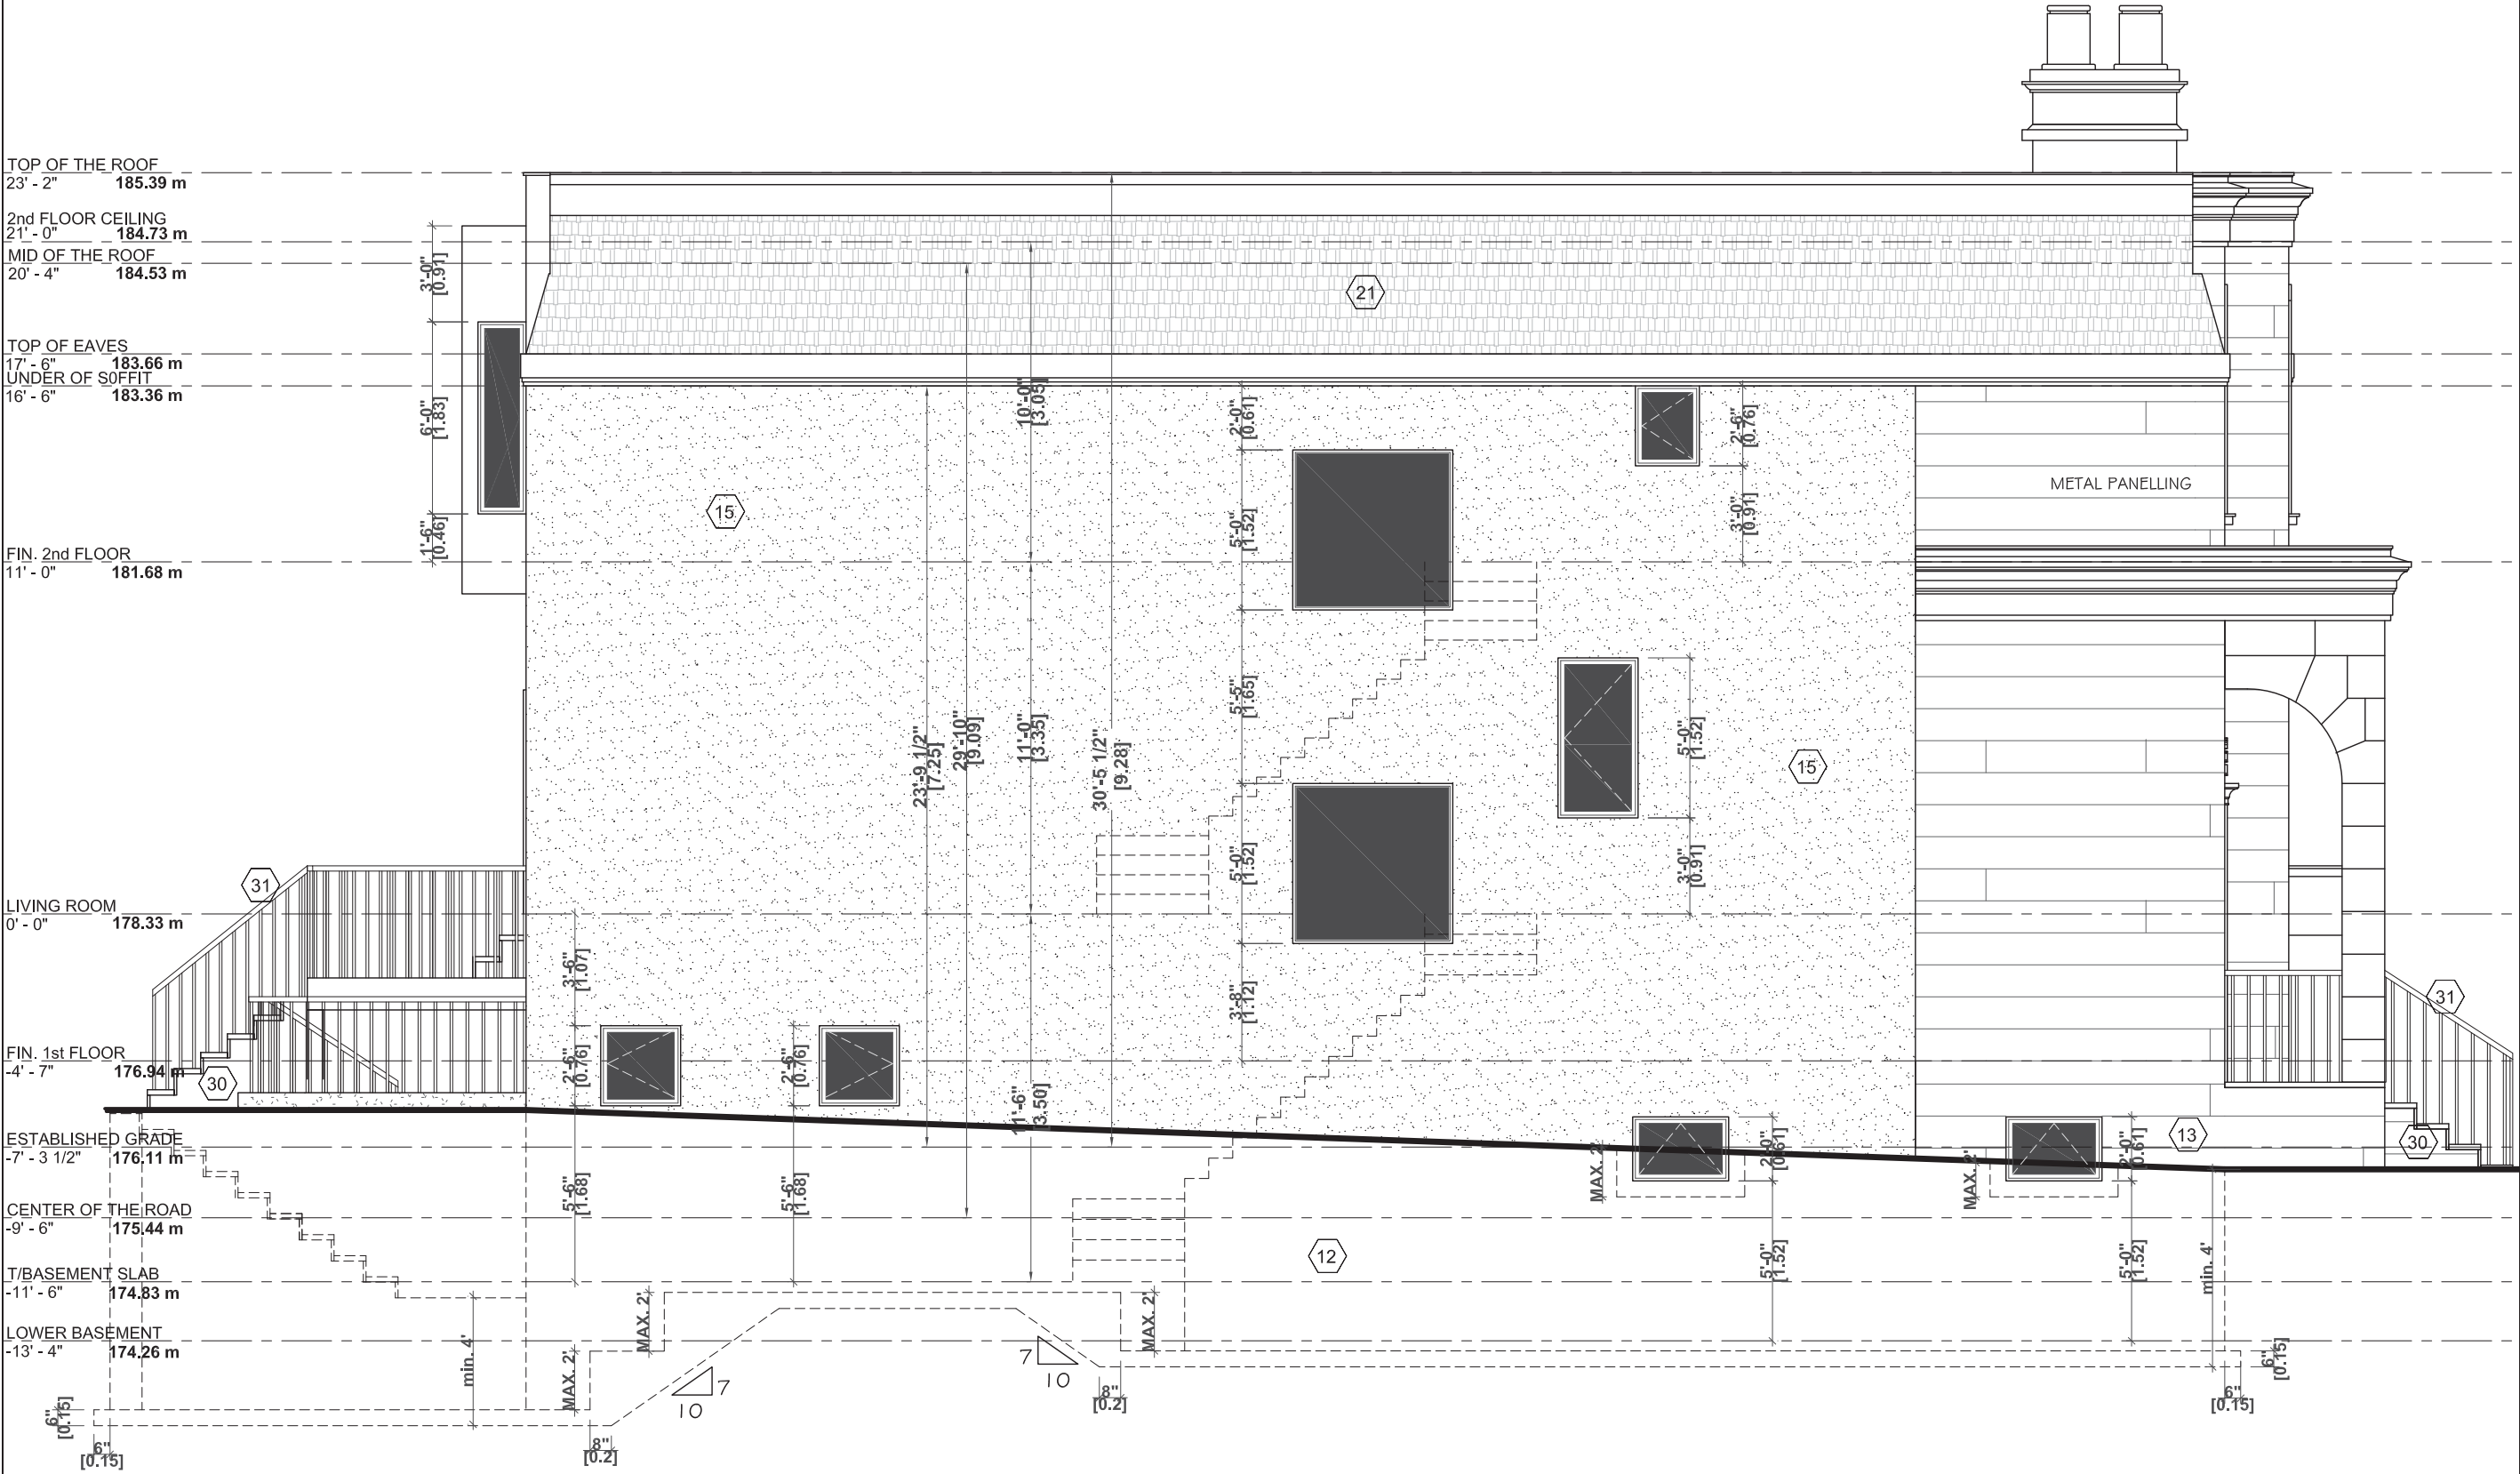 TOP OF THE ROOF
23' - 2" 185.39 m
2nd FLOOR CEILING
21' - 0" 184.73 m
MID OF THE ROOF
20' - 4" 184.53 m
TOP OF EAVES
17' - 6" 183.66 m
UNDER OF S0FFIT
16' - 6" 183.36 m
FIN. 2nd FLOOR
11' - 0" 181.68 m
LIVING ROOM
0' - 0" 178.33 m
FIN. 1st FLOOR
-4' - 7" 176.94 m
ESTABLISHED GRADE
-7' - 3 1/2" 176.11 m
CENTER OF THE ROAD
-9' - 6" 175.44 m
T/BASEMENT SLAB
-11' - 6" 174.83 m
LOWER BASEMENT
-13' - 4" 174.26 m
3'-0"
[0.91]
6'-0"
[1.83]
1'-6"
[0.46]
21
15
15
METAL PANELLING
10'-0"
[3.05]
2'-0"
[0.61]
2'-6"
[0.76]
3'-0"
[0.91]
5'-0"
[1.52]
5'-5"
[1.65]
23'-9 1/2"
[7.25]
29'-10"
[9.09]
11'-0"
[3.35]
30'-5 1/2"
[9.28]
5'-0"
[1.52]
3'-0"
[0.91]
5'-0"
[1.52]
3'-8"
[1.12]
31
30
31
30
13
12
3'-6"
[1.07]
2'-6"
[0.76]
2'-6"
[0.76]
11'-6"
[3.50]
5'-6"
[1.68]
5'-6"
[1.68]
MAX. 2'
2'-0"
[0.61]
MAX. 2'
2'-0"
[0.61]
5'-0"
[1.52]
5'-0"
[1.52]
min. 4'
MAX. 2'
MAX. 2'
min. 4'
MAX. 2'
7
10
7
10
6"
[0.15]
6"
[0.15]
8"
[0.2]
8"
[0.2]
6"
[0.15]
6"
[0.15]